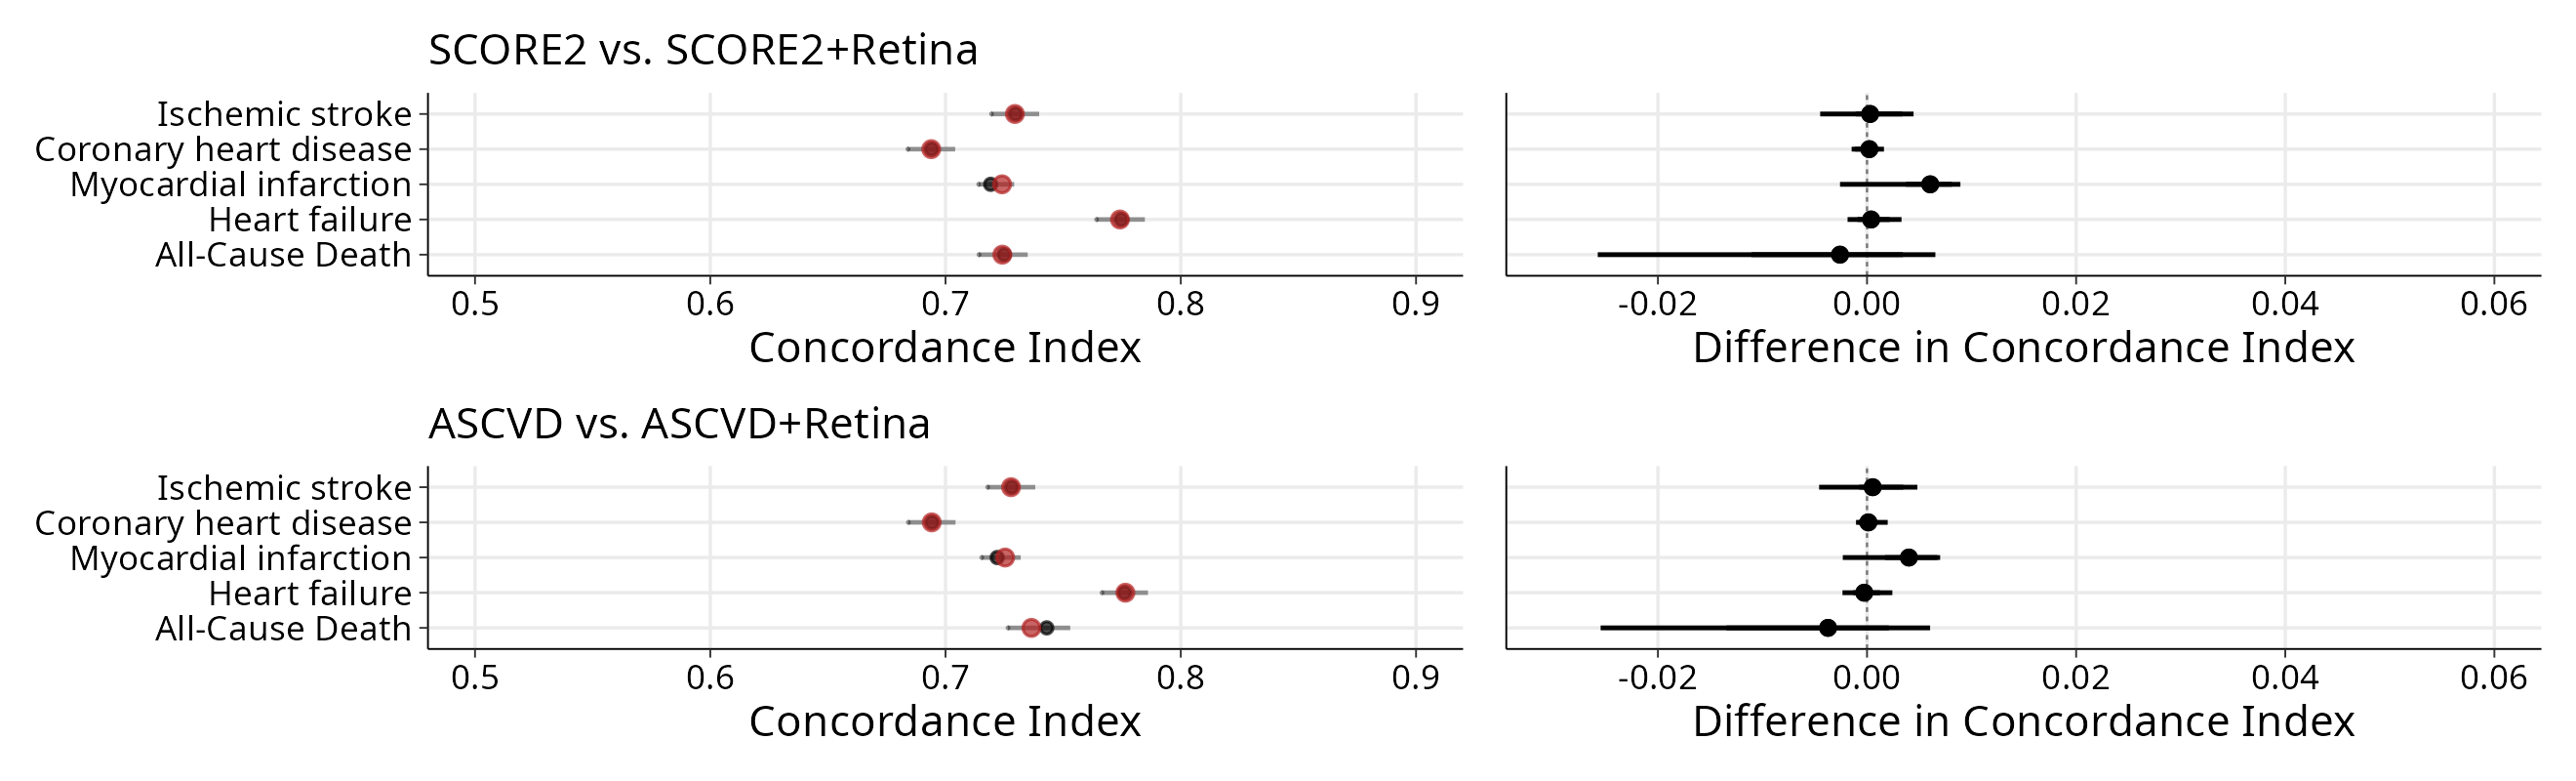 SCORE2 vs. SCORE2+Retina
Ischemic stroke
Coronary heart disease
Myocardial infarction
Heart failure
All-Cause Death
0.5 0.6 0.7 0.8 0.9
Concordance Index
-0.02 0.00 0.02 0.04 0.06
Difference in Concordance Index
ASCVD vs. ASCVD+Retina
Ischemic stroke
Coronary heart disease
Myocardial infarction
Heart failure
All-Cause Death
0.5 0.6 0.7 0.8 0.9
Concordance Index
-0.02 0.00 0.02 0.04 0.06
Difference in Concordance Index